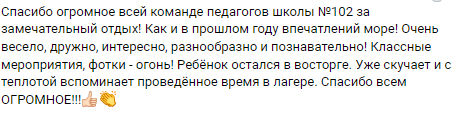 Спасибо огромное всей команде педагогов школы №102 за
замечательный отдых! Как и в прошлом году впечатлений море! Очень
весело, дружно, интересно, разнообразно и познавательно! Классные
мероприятия, фотки - огонь! Ребёнок остался в восторге. Уже скучает и с
теплотой вспоминает проведённое время в лагере. Спасибо всем
ОГРОМНОЕ!!!👍🏼👏